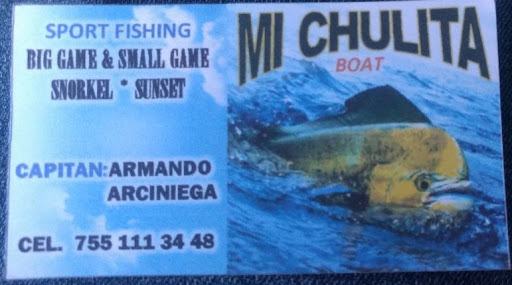 SPORT FISHING
BIG GAME & SMALL GAME
SNORKEL * SUNSET
CAPITAN: ARMANDO
ARCINIEGA
CEL. 755 111 34 48
MI CHULITA
BOAT